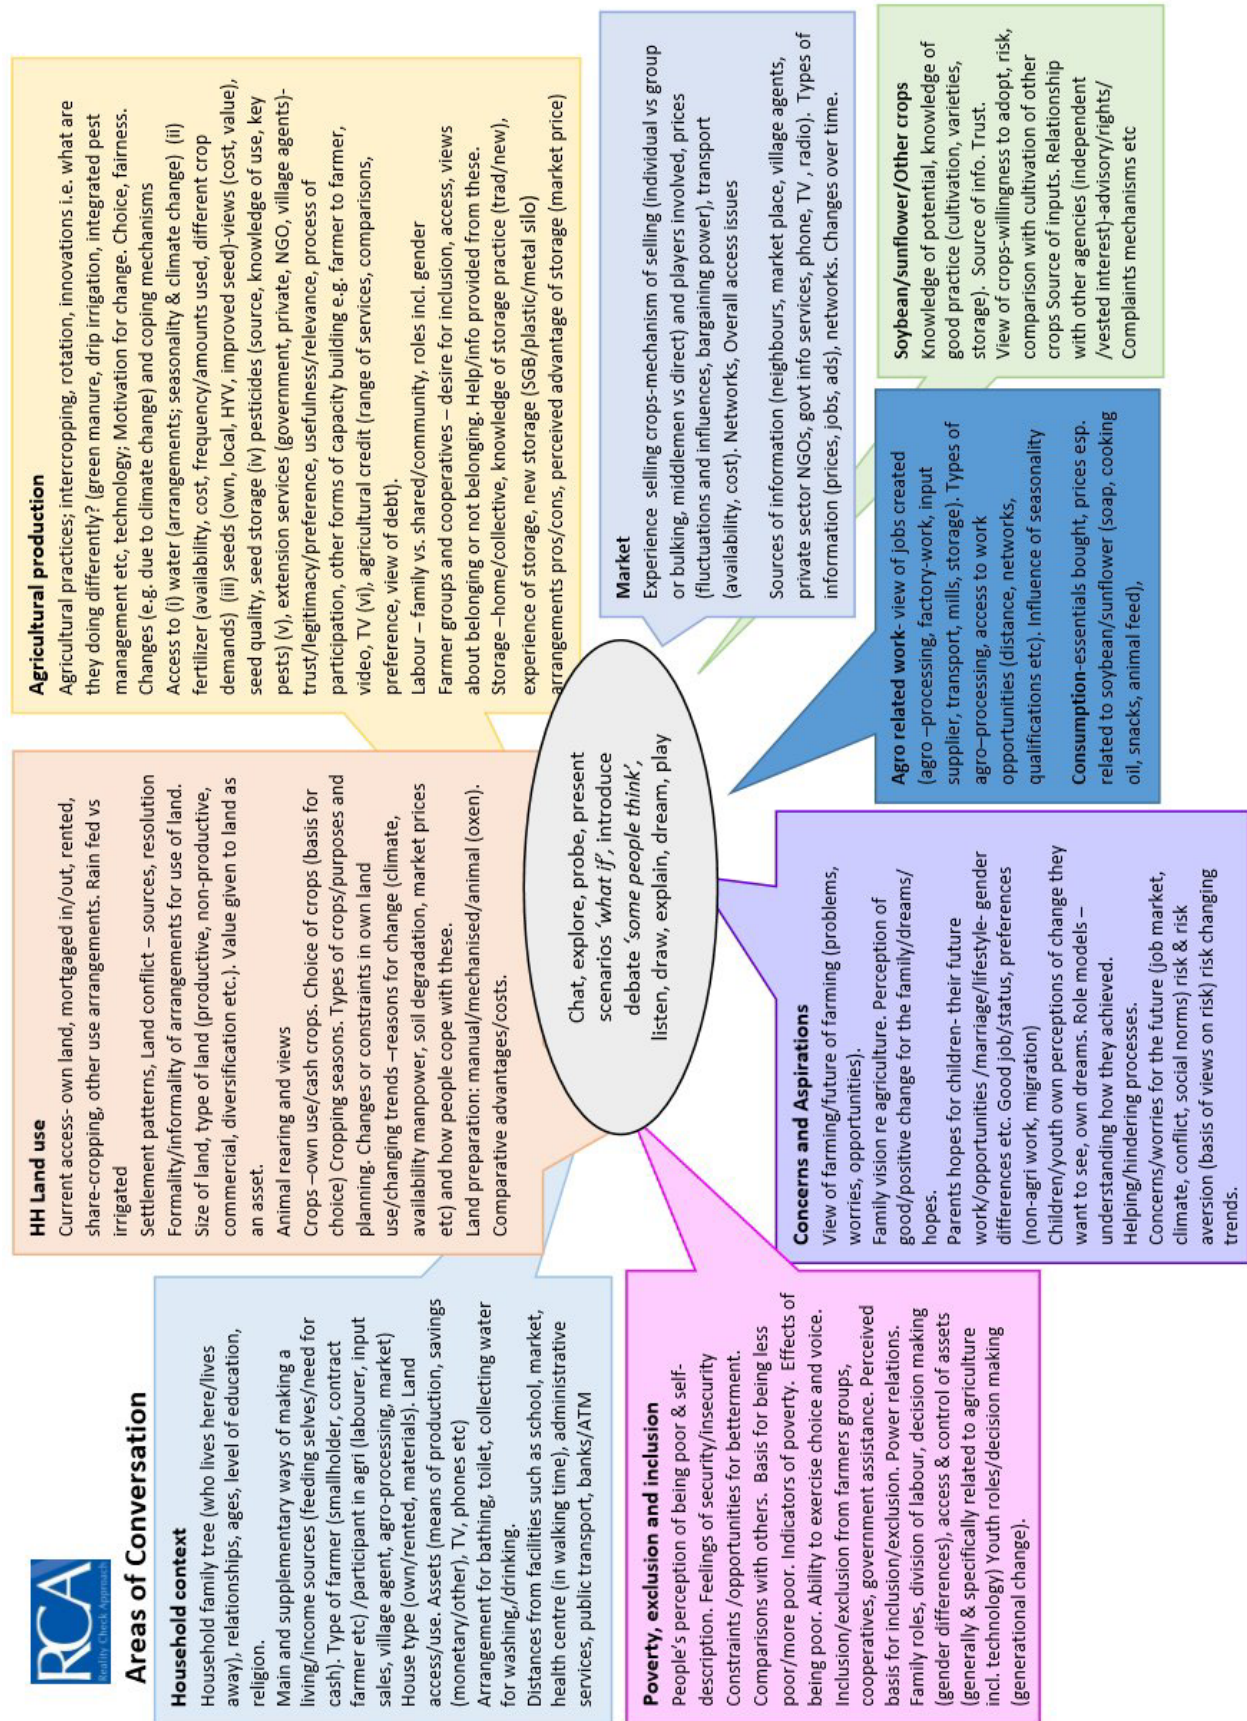 RCA
Reality Check Approach
Areas of Conversation
Household context
Household family tree (who lives here/lives
away), relationships, ages, level of education,
religion.
Main and supplementary ways of making a
living/income sources (feeding selves/need for
cash). Type of farmer (smallholder, contract
farmer etc) /participant in agri (labourer, input
sales, village agent, agro-processing, market)
House type (own/rented, materials). Land
access/use. Assets (means of production, savings
(monetary/other), TV, phones etc)
Arrangement for bathing, toilet, collecting water
for washing,/drinking.
Distances from facilities such as school, market,
health centre (in walking time), administrative
services, public transport, banks/ATM
HH Land use
Current access- own land, mortgaged in/out, rented,
share-cropping, other use arrangements. Rain fed vs
irrigated
Settlement patterns, Land conflict – sources, resolution
Formality/informality of arrangements for use of land.
Size of land, type of land (productive, non-productive,
commercial, diversification etc.). Value given to land as
an asset.
Animal rearing and views
Crops –own use/cash crops. Choice of crops (basis for
choice) Cropping seasons. Types of crops/purposes and
planning. Changes or constraints in own land
use/changing trends –reasons for change (climate,
availability manpower, soil degradation, market prices
etc) and how people cope with these.
Land preparation: manual/mechanised/animal (oxen).
Comparative advantages/costs.
Agricultural production
Agricultural practices; intercropping, rotation, innovations i.e. what are
they doing differently? (green manure, drip irrigation, integrated pest
management etc, technology; Motivation for change. Choice, fairness.
Changes (e.g. due to climate change) and coping mechanisms
Access to (i) water (arrangements; seasonality & climate change) (ii)
fertilizer (availability, cost, frequency/amounts used, different crop
demands) (iii) seeds (own, local, HYV, improved seed)-views (cost, value),
seed quality, seed storage (iv) pesticides (source, knowledge of use, key
pests) (v), extension services (government, private, NGO, village agents)-
trust/legitimacy/preference, usefulness/relevance, process of
participation, other forms of capacity building e.g. farmer to farmer,
video, TV (vi), agricultural credit (range of services, comparisons,
preference, view of debt).
Labour – family vs. shared/community, roles incl. gender
Farmer groups and cooperatives – desire for inclusion, access, views
about belonging or not belonging. Help/info provided from these.
Storage –home/collective, knowledge of storage practice (trad/new),
experience of storage, new storage (SGB/plastic/metal silo)
arrangements pros/cons, perceived advantage of storage (market price)
Chat, explore, probe, present
scenarios 'what if', introduce
debate 'some people think',
listen, draw, explain, dream, play
Market
Experience selling crops-mechanism of selling (individual vs group
or bulking, middlemen vs direct) and players involved, prices
(fluctuations and influences, bargaining power), transport
(availability, cost). Networks, Overall access issues
Sources of information (neighbours, market place, village agents,
private sector NGOs, govt info services, phone, TV , radio). Types of
information (prices, jobs, ads), networks. Changes over time.
Poverty, exclusion and inclusion
People's perception of being poor & self-
description. Feelings of security/insecurity
Constraints /opportunities for betterment.
Comparisons with others. Basis for being less
poor/more poor. Indicators of poverty. Effects of
being poor. Ability to exercise choice and voice.
Inclusion/exclusion from farmers groups,
cooperatives, government assistance. Perceived
basis for inclusion/exclusion. Power relations.
Family roles, division of labour, decision making
(gender differences), access & control of assets
(generally & specifically related to agriculture
incl. technology) Youth roles/decision making
(generational change).
Concerns and Aspirations
View of farming/future of farming (problems,
worries, opportunities).
Family vision re agriculture. Perception of
good/positive change for the family/dreams/
hopes.
Parents hopes for children- their future
work/opportunities /marriage/lifestyle- gender
differences etc. Good job/status, preferences
(non-agri work, migration)
Children/youth own perceptions of change they
want to see, own dreams. Role models –
understanding how they achieved.
Helping/hindering processes.
Concerns/worries for the future (job market,
climate, conflict, social norms) risk & risk
aversion (basis of views on risk) risk changing
trends.
Agro related work- view of jobs created
(agro –processing, factory-work, input
supplier, transport, mills, storage). Types of
agro–processing, access to work
opportunities (distance, networks,
qualifications etc). Influence of seasonality
Consumption-essentials bought, prices esp.
related to soybean/sunflower (soap, cooking
oil, snacks, animal feed),
Soybean/sunflower/Other crops
Knowledge of potential, knowledge of
good practice (cultivation, varieties,
storage). Source of info. Trust.
View of crops-willingness to adopt, risk,
comparison with cultivation of other
crops Source of inputs. Relationship
with other agencies (independent
/vested interest)-advisory/rights/
Complaints mechanisms etc